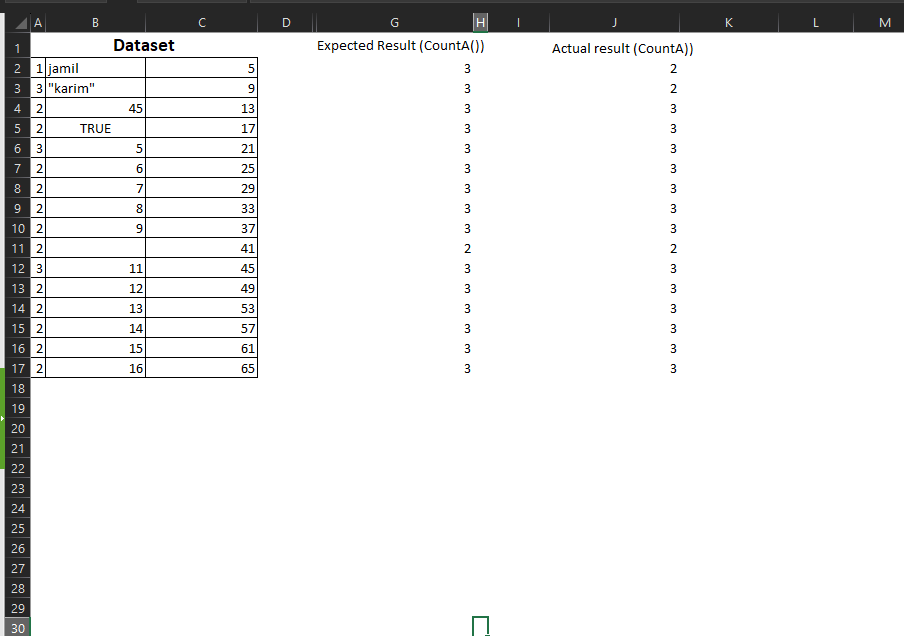 A B C D G H I J K L M
1 Dataset Expected Result (CountA()) Actual result (CountA))
2 1 jamil 5 3 2
3 3 "karim" 9 3 2
4 2 45 13 3 3
5 2 TRUE 17 3 3
6 3 5 21 3 3
7 2 6 25 3 3
8 2 7 29 3 3
9 2 8 33 3 3
10 2 9 37 3 3
11 2 41 2 2
12 3 11 45 3 3
13 2 12 49 3 3
14 2 13 53 3 3
15 2 14 57 3 3
16 2 15 61 3 3
17 2 16 65 3 3
18
19
20
21
22
23
24
25
26
27
28
29
30